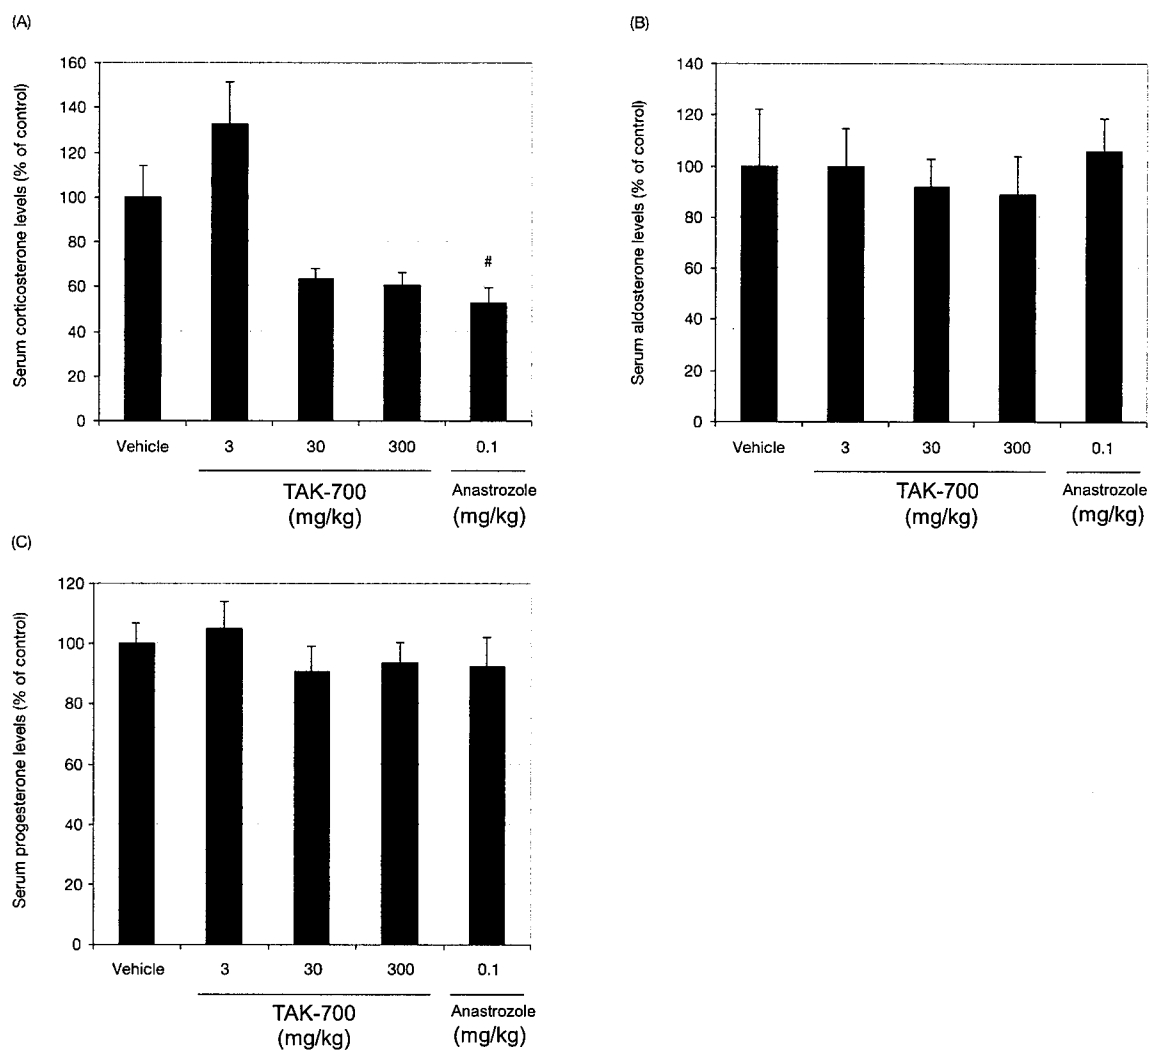 (A)
Serum corticosterone levels (% of control)
160
140
120
100
80
60
40
20
0
#
Vehicle 3 30 300 0.1
TAK-700 Anastrozole
(mg/kg) (mg/kg)
(B)
Serum aldosterone levels (% of control)
140
120
100
80
60
40
20
0
Vehicle 3 30 300 0.1
TAK-700 Anastrozole
(mg/kg) (mg/kg)
(C)
Serum progesterone levels (% of control)
120
100
80
60
40
20
0
Vehicle 3 30 300 0.1
TAK-700 Anastrozole
(mg/kg) (mg/kg)